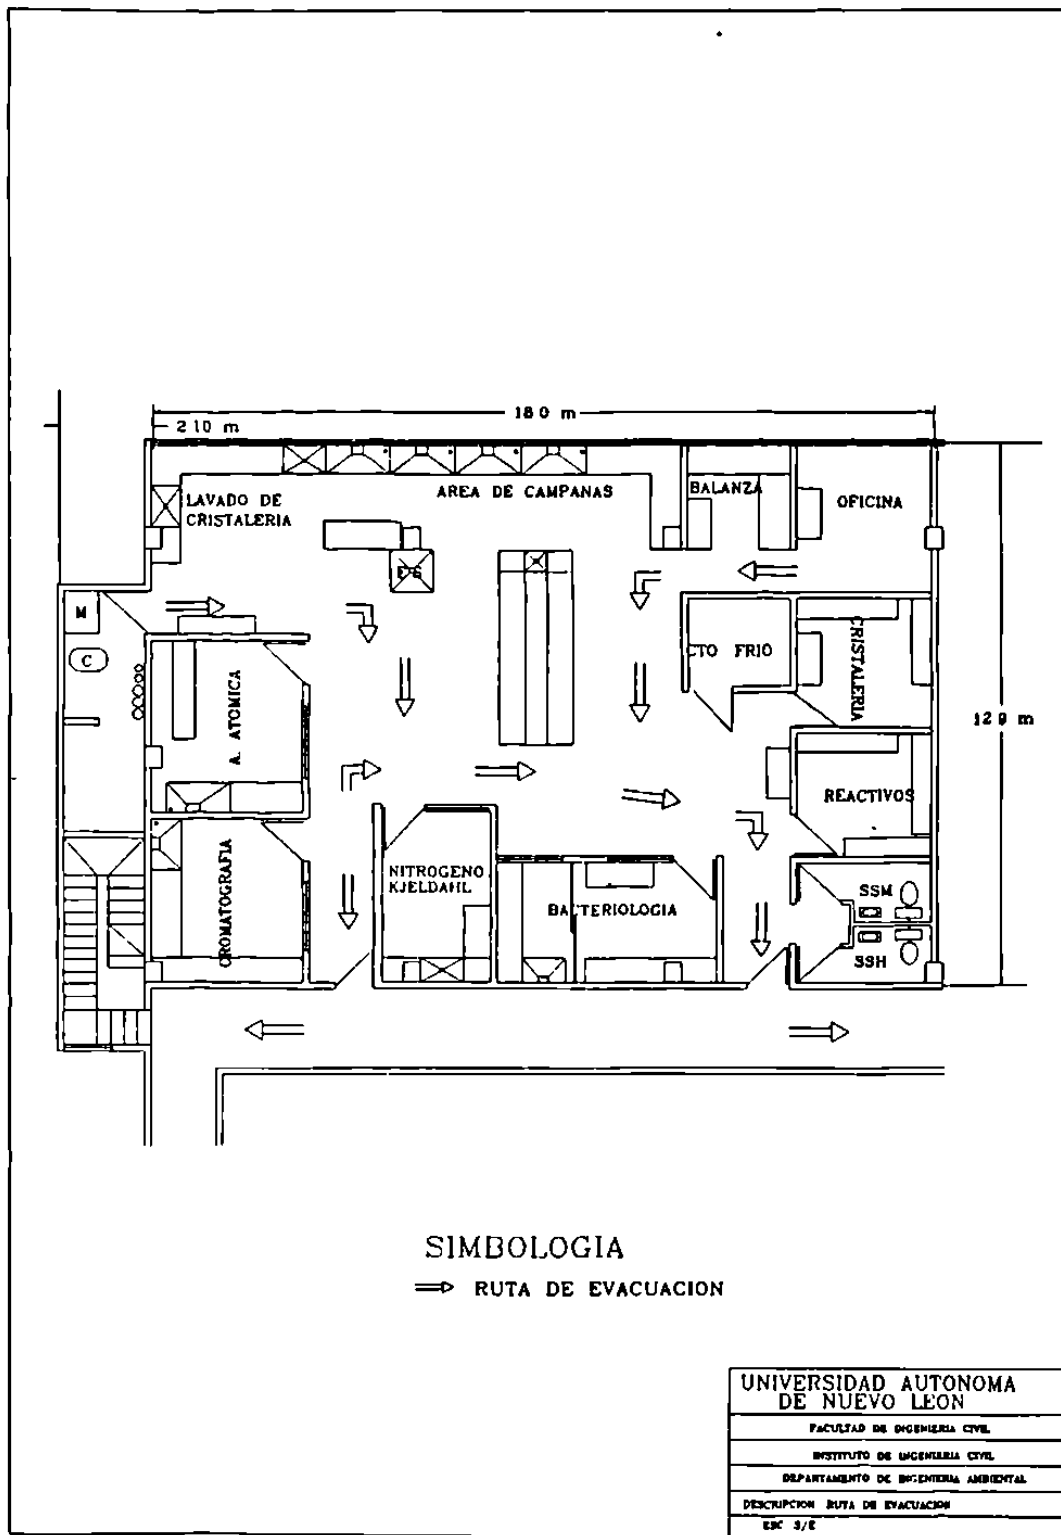 18 0 m
2 10 m
LAVADO DE
CRISTALERIA
AREA DE CAMPANAS
BALANZA
OFICINA
M
C
A. ATOMICA
CTO FRIO
CRISTALERIA
12 0 m
REACTIVOS
CROMATOGRAFIA
NITROGENO
KJELDAHL
BACTERIOLOGIA
SSM
SSH
SIMBOLOGIA
RUTA DE EVACUACION
UNIVERSIDAD AUTONOMA
DE NUEVO LEON
FACULTAD DE INGENIERIA CIVIL
INSTITUTO DE INGENIERIA CIVIL
DEPARTAMENTO DE INGENIERIA AMBIENTAL
DESCRIPCION RUTA DE EVACUACION
ESC S/E